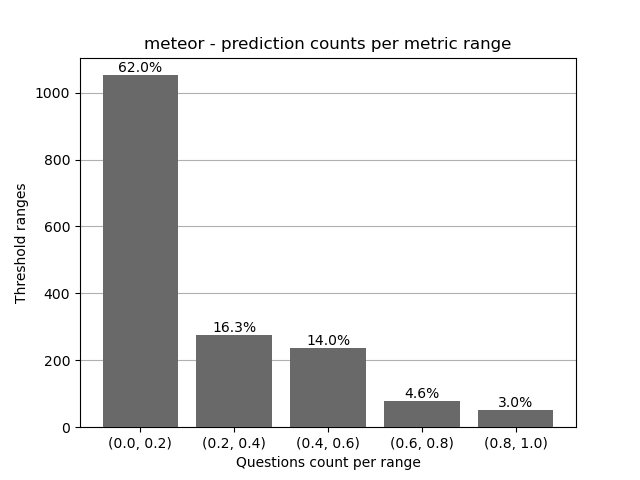 meteor - prediction counts per metric range
62.0%
16.3%
14.0%
4.6%
3.0%
1000
800
600
400
200
0
Threshold ranges
(0.0, 0.2) (0.2, 0.4) (0.4, 0.6) (0.6, 0.8) (0.8, 1.0)
Questions count per range